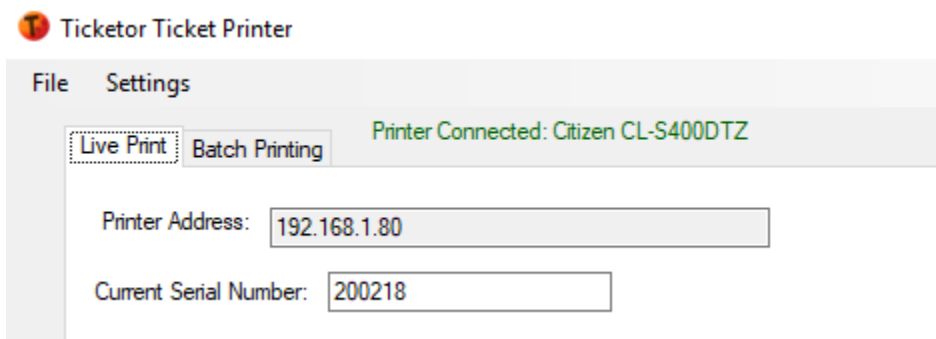 Ticketor Ticket Printer
File Settings
Live Print Batch Printing Printer Connected: Citizen CL-S400DTZ
Printer Address: 192.168.1.80
Current Serial Number: 200218